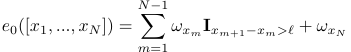 e_0([x_1, ..., x_N]) = \sum_{m=1}^{N-1} \omega_{x_m} \mathbf{I}_{x_{m+1}-x_m>\ell} + \omega_{x_N}